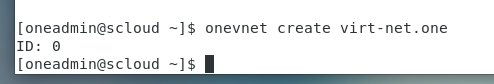 [oneadmin@scloud ~]$ onevnet create virt-net.one
ID: 0
[oneadmin@scloud ~]$